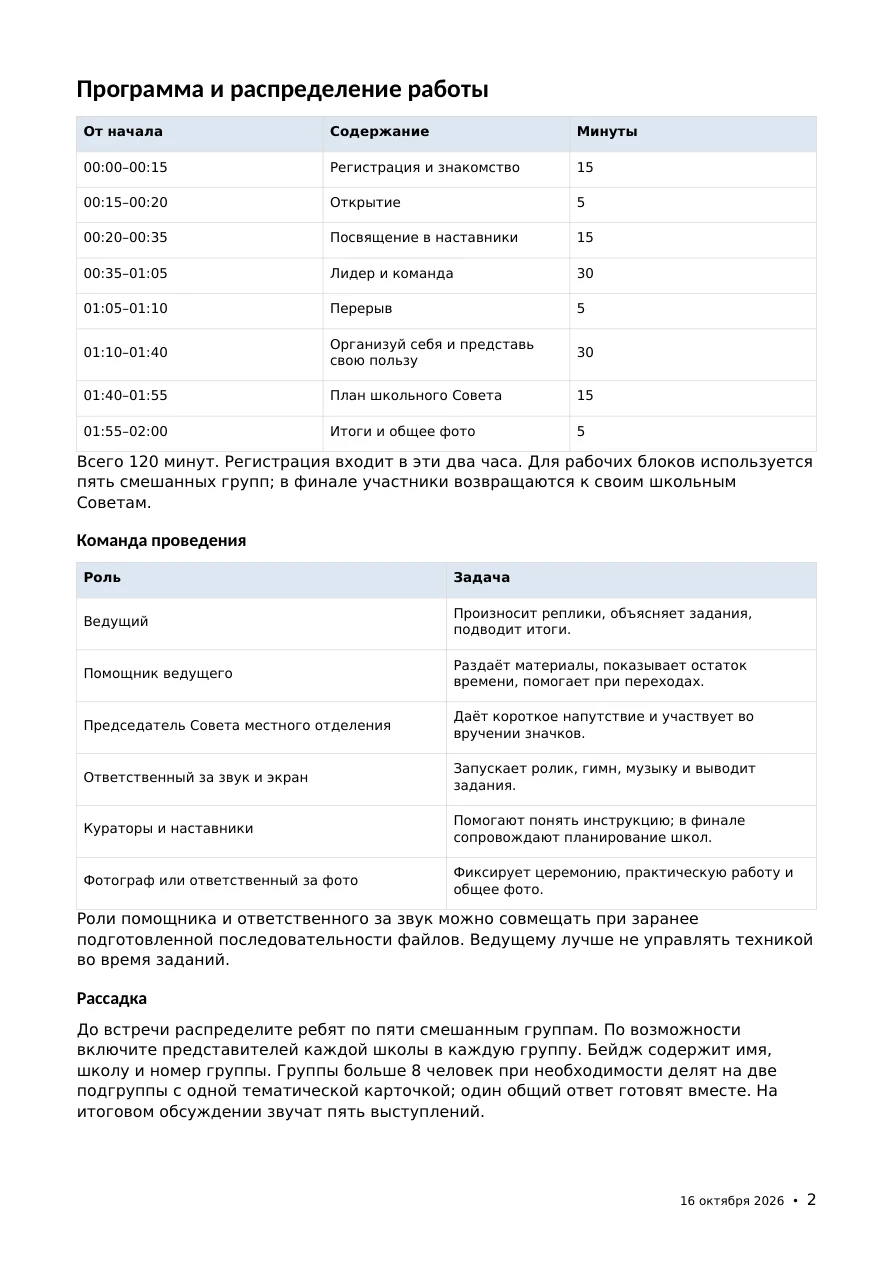 Программа и распределение работы
От начала Содержание Минуты
00:00–00:15 Регистрация и знакомство 15
00:15–00:20 Открытие 5
00:20–00:35 Посвящение в наставники 15
00:35–01:05 Лидер и команда 30
01:05–01:10 Перерыв 5
01:10–01:40 Организуй себя и представь
свою пользу 30
01:40–01:55 План школьного Совета 15
01:55–02:00 Итоги и общее фото 5
Всего 120 минут. Регистрация входит в эти два часа. Для рабочих блоков используется
пять смешанных групп; в финале участники возвращаются к своим школьным
Советам.
Команда проведения
Роль Задача
Ведущий Произносит реплики, объясняет задания,
подводит итоги.
Помощник ведущего Раздаёт материалы, показывает остаток
времени, помогает при переходах.
Председатель Совета местного отделения Даёт короткое напутствие и участвует во
вручении значков.
Ответственный за звук и экран Запускает ролик, гимн, музыку и выводит
задания.
Кураторы и наставники Помогают понять инструкцию; в финале
сопровождают планирование школ.
Фотограф или ответственный за фото Фиксирует церемонию, практическую работу и
общее фото.
Роли помощника и ответственного за звук можно совмещать при заранее
подготовленной последовательности файлов. Ведущему лучше не управлять техникой
во время заданий.
Рассадка
До встречи распределите ребят по пяти смешанным группам. По возможности
включите представителей каждой школы в каждую группу. Бейдж содержит имя,
школу и номер группы. Группы больше 8 человек при необходимости делят на две
подгруппы с одной тематической карточкой; один общий ответ готовят вместе. На
итоговом обсуждении звучат пять выступлений.
16 октября 2026 • 2